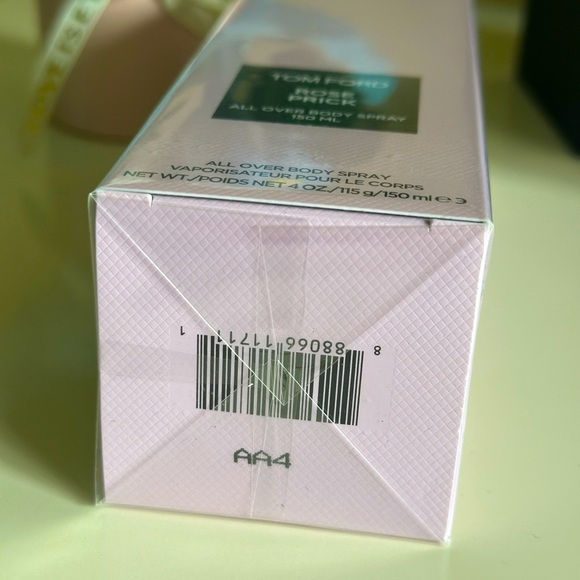 TOM FORD
ROSE
PRICK
ALL OVER BODY SPRAY
150 ML
ALL OVER BODY SPRAY
VAPORISATEUR POUR LE CORPS
NET WT./POIDS NET 4 OZ./115 g/150 ml e 3
8 88066 11711 1
AA4